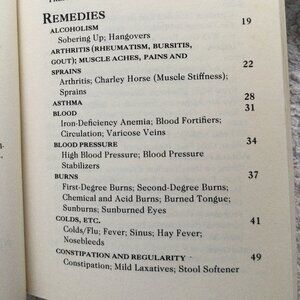 REMEDIES
ALCOHOLISM 19
Sobering Up; Hangovers
ARTHRITIS (RHEUMATISM, BURSITIS,
GOUT); MUSCLE ACHES, PAINS AND
SPRAINS 22
Arthritis; Charley Horse (Muscle Stiffness);
Sprains
ASTHMA 28
BLOOD 31
Iron-Deficiency Anemia; Blood Fortifiers;
Circulation; Varicose Veins
BLOOD PRESSURE 34
High Blood Pressure; Blood Pressure
Stabilizers
BURNS 37
First-Degree Burns; Second-Degree Burns;
Chemical and Acid Burns; Burned Tongue;
Sunburns; Sunburned Eyes
COLDS, ETC. 41
Colds/Flu; Fever; Sinus; Hay Fever;
Nosebleeds
CONSTIPATION AND REGULARITY 49
Constipation; Mild Laxatives; Stool Softener